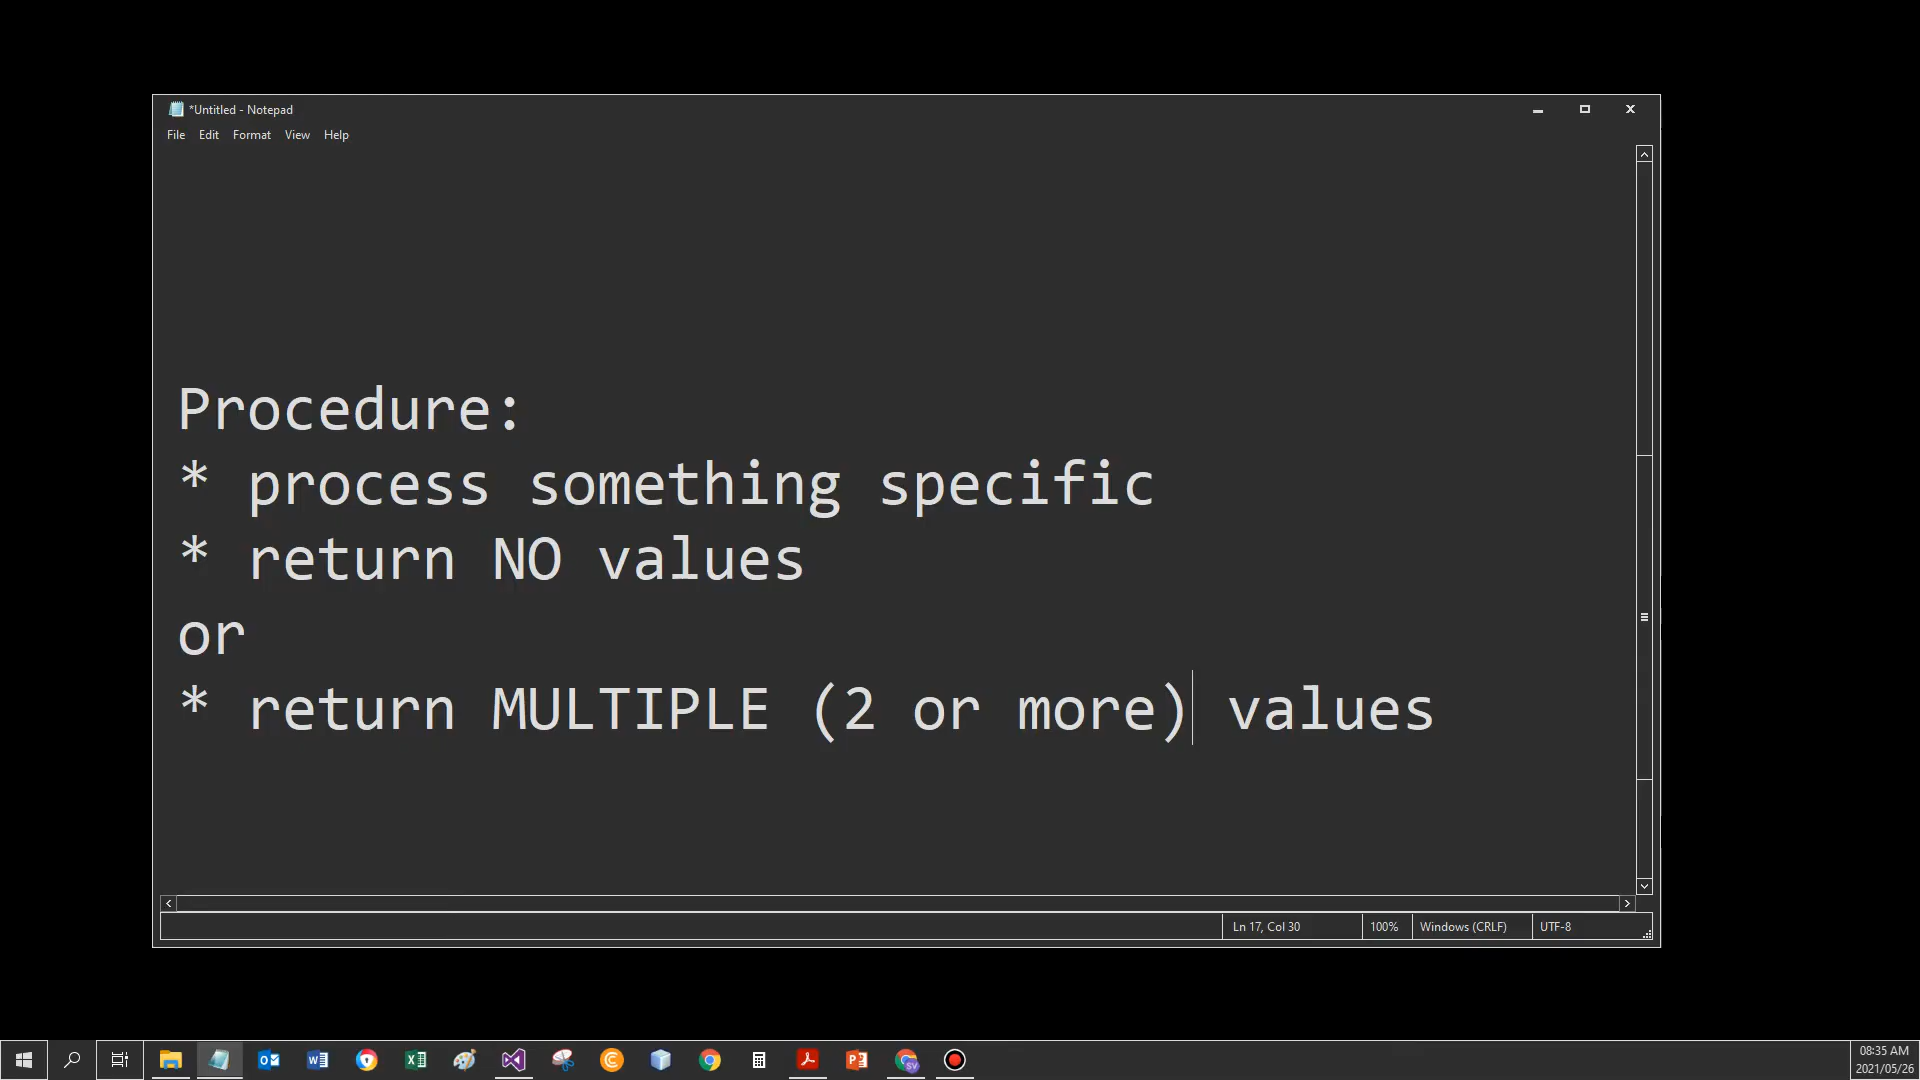 *Untitled - Notepad
File Edit Format View Help
Procedure:
* process something specific
* return NO values
or
* return MULTIPLE (2 or more) values
Ln 17, Col 30 100% Windows (CRLF) UTF-8
08:35 AM
2021/05/26